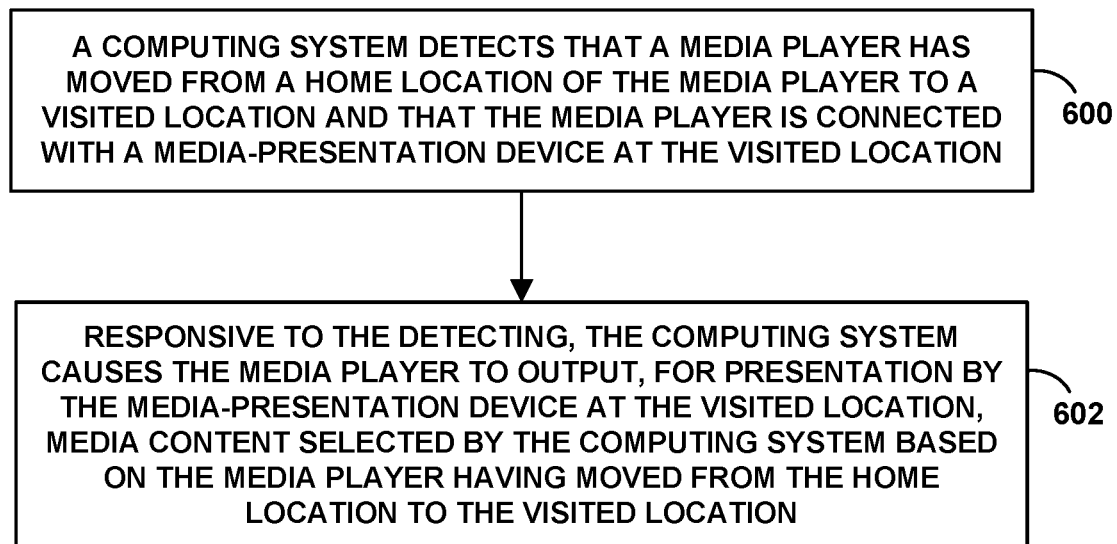 A COMPUTING SYSTEM DETECTS THAT A MEDIA PLAYER HAS
MOVED FROM A HOME LOCATION OF THE MEDIA PLAYER TO A
VISITED LOCATION AND THAT THE MEDIA PLAYER IS CONNECTED
WITH A MEDIA-PRESENTATION DEVICE AT THE VISITED LOCATION
600
RESPONSIVE TO THE DETECTING, THE COMPUTING SYSTEM
CAUSES THE MEDIA PLAYER TO OUTPUT, FOR PRESENTATION BY
THE MEDIA-PRESENTATION DEVICE AT THE VISITED LOCATION,
MEDIA CONTENT SELECTED BY THE COMPUTING SYSTEM BASED
ON THE MEDIA PLAYER HAVING MOVED FROM THE HOME
LOCATION TO THE VISITED LOCATION
602